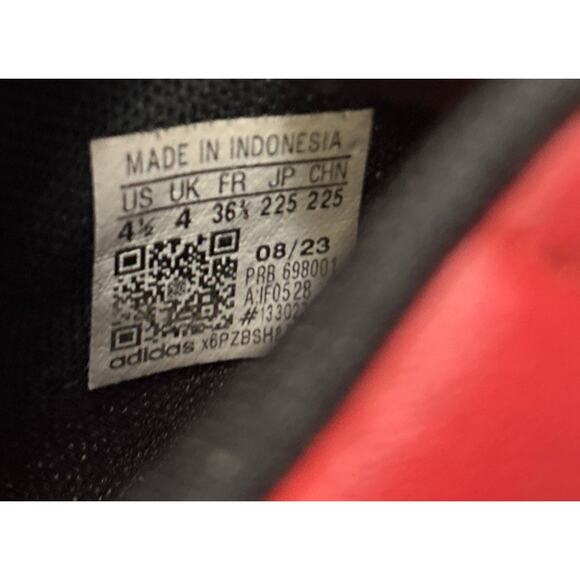 MADE IN INDONESIA
US UK FR JP CHN
4½ 4 36⅔ 225 225
08/23
PRB 698001
adidas